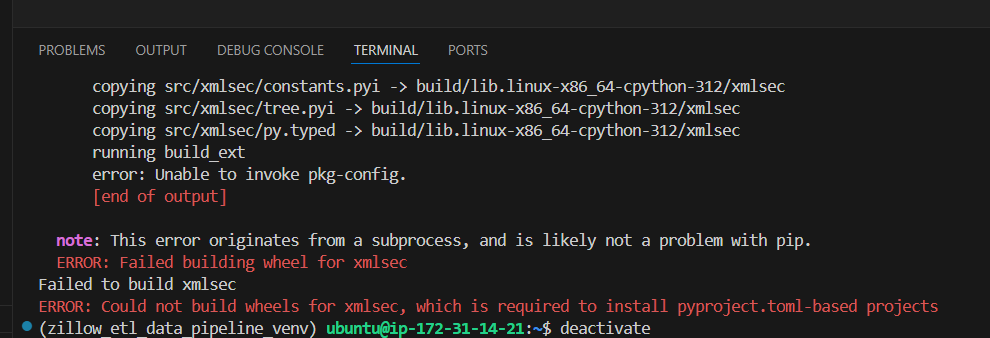 PROBLEMS OUTPUT DEBUG CONSOLE TERMINAL PORTS
copying src/xmlsec/constants.pyi -> build/lib.linux-x86_64-cpython-312/xmlsec
copying src/xmlsec/tree.pyi -> build/lib.linux-x86_64-cpython-312/xmlsec
copying src/xmlsec/py.typed -> build/lib.linux-x86_64-cpython-312/xmlsec
running build_ext
error: Unable to invoke pkg-config.
[end of output]
note: This error originates from a subprocess, and is likely not a problem with pip.
ERROR: Failed building wheel for xmlsec
Failed to build xmlsec
ERROR: Could not build wheels for xmlsec, which is required to install pyproject.toml-based projects
(zillow_etl_data_pipeline_venv) ubuntu@ip-172-31-14-21:~$ deactivate